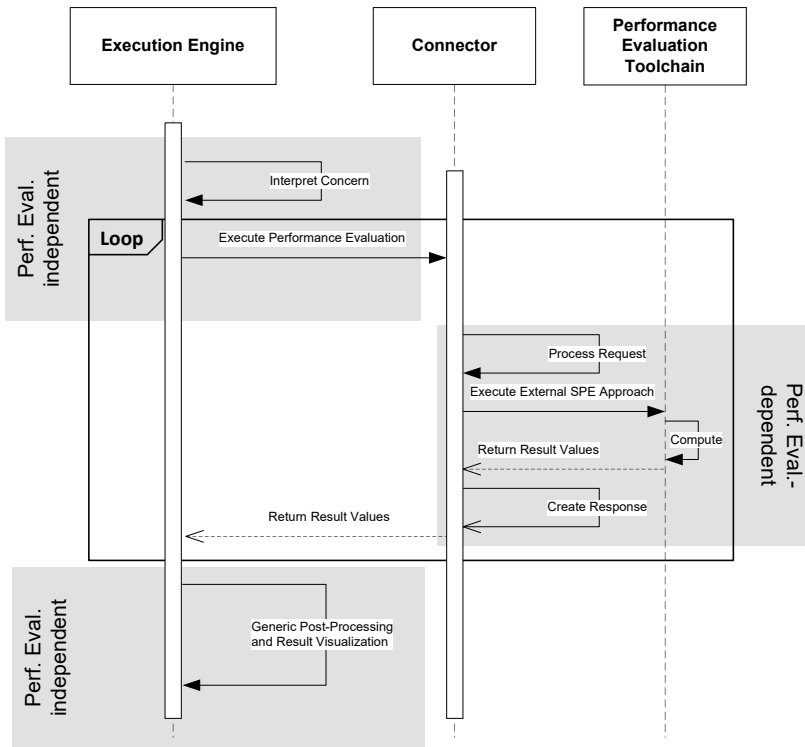 Execution Engine
Connector
Performance
Evaluation
Toolchain
Perf. Eval.
independent
Interpret Concern
Loop
Execute Performance Evaluation
Process Request
Execute External SPE Approach
Compute
Return Result Values
Create Response
Return Result Values
Perf. Eval.-
dependent
Perf. Eval.
independent
Generic Post-Processing
and Result Visualization